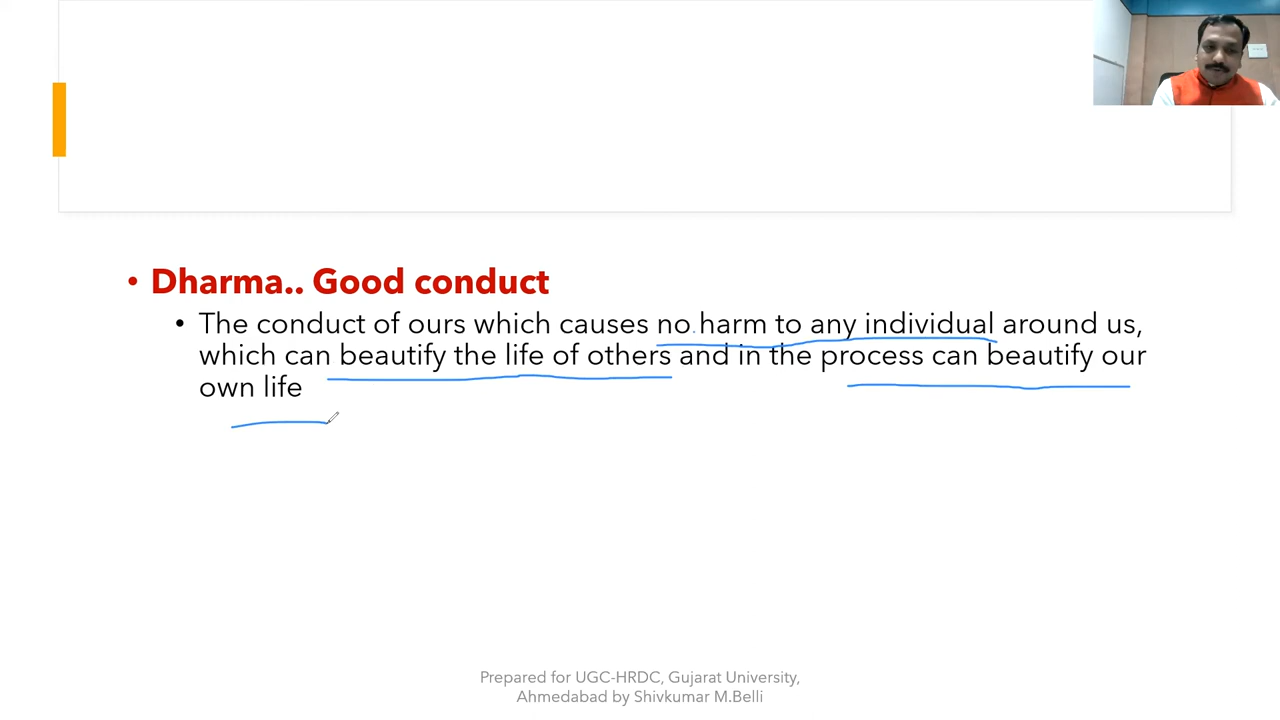 • Dharma.. Good conduct
• The conduct of ours which causes no harm to any individual around us,
which can beautify the life of others and in the process can beautify our
own life
Prepared for UGC-HRDC, Gujarat University,
Ahmedabad by Shivkumar M.Belli